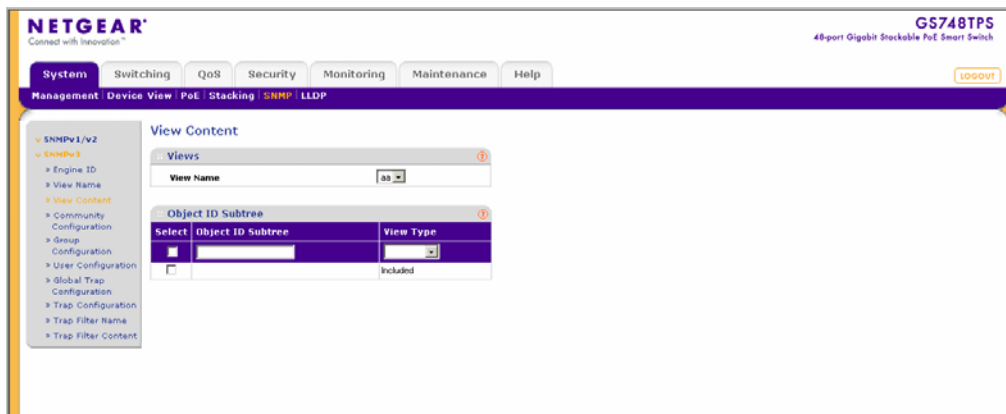 NETGEAR
Connect with Innovation™
GS748TPS
48-port Gigabit Stackable PoE Smart Switch
System Switching QoS Security Monitoring Maintenance Help
LOGOUT
Management Device View PoE Stacking SNMP LLDP
SNMPv1/v2
SNMPv3
» Engine ID
» View Name
» View Content
» Community
Configuration
» Group
Configuration
» User Configuration
» Global Trap
Configuration
» Trap Configuration
» Trap Filter Name
» Trap Filter Content
View Content
Views
View Name aa
Object ID Subtree
Select Object ID Subtree View Type
Included